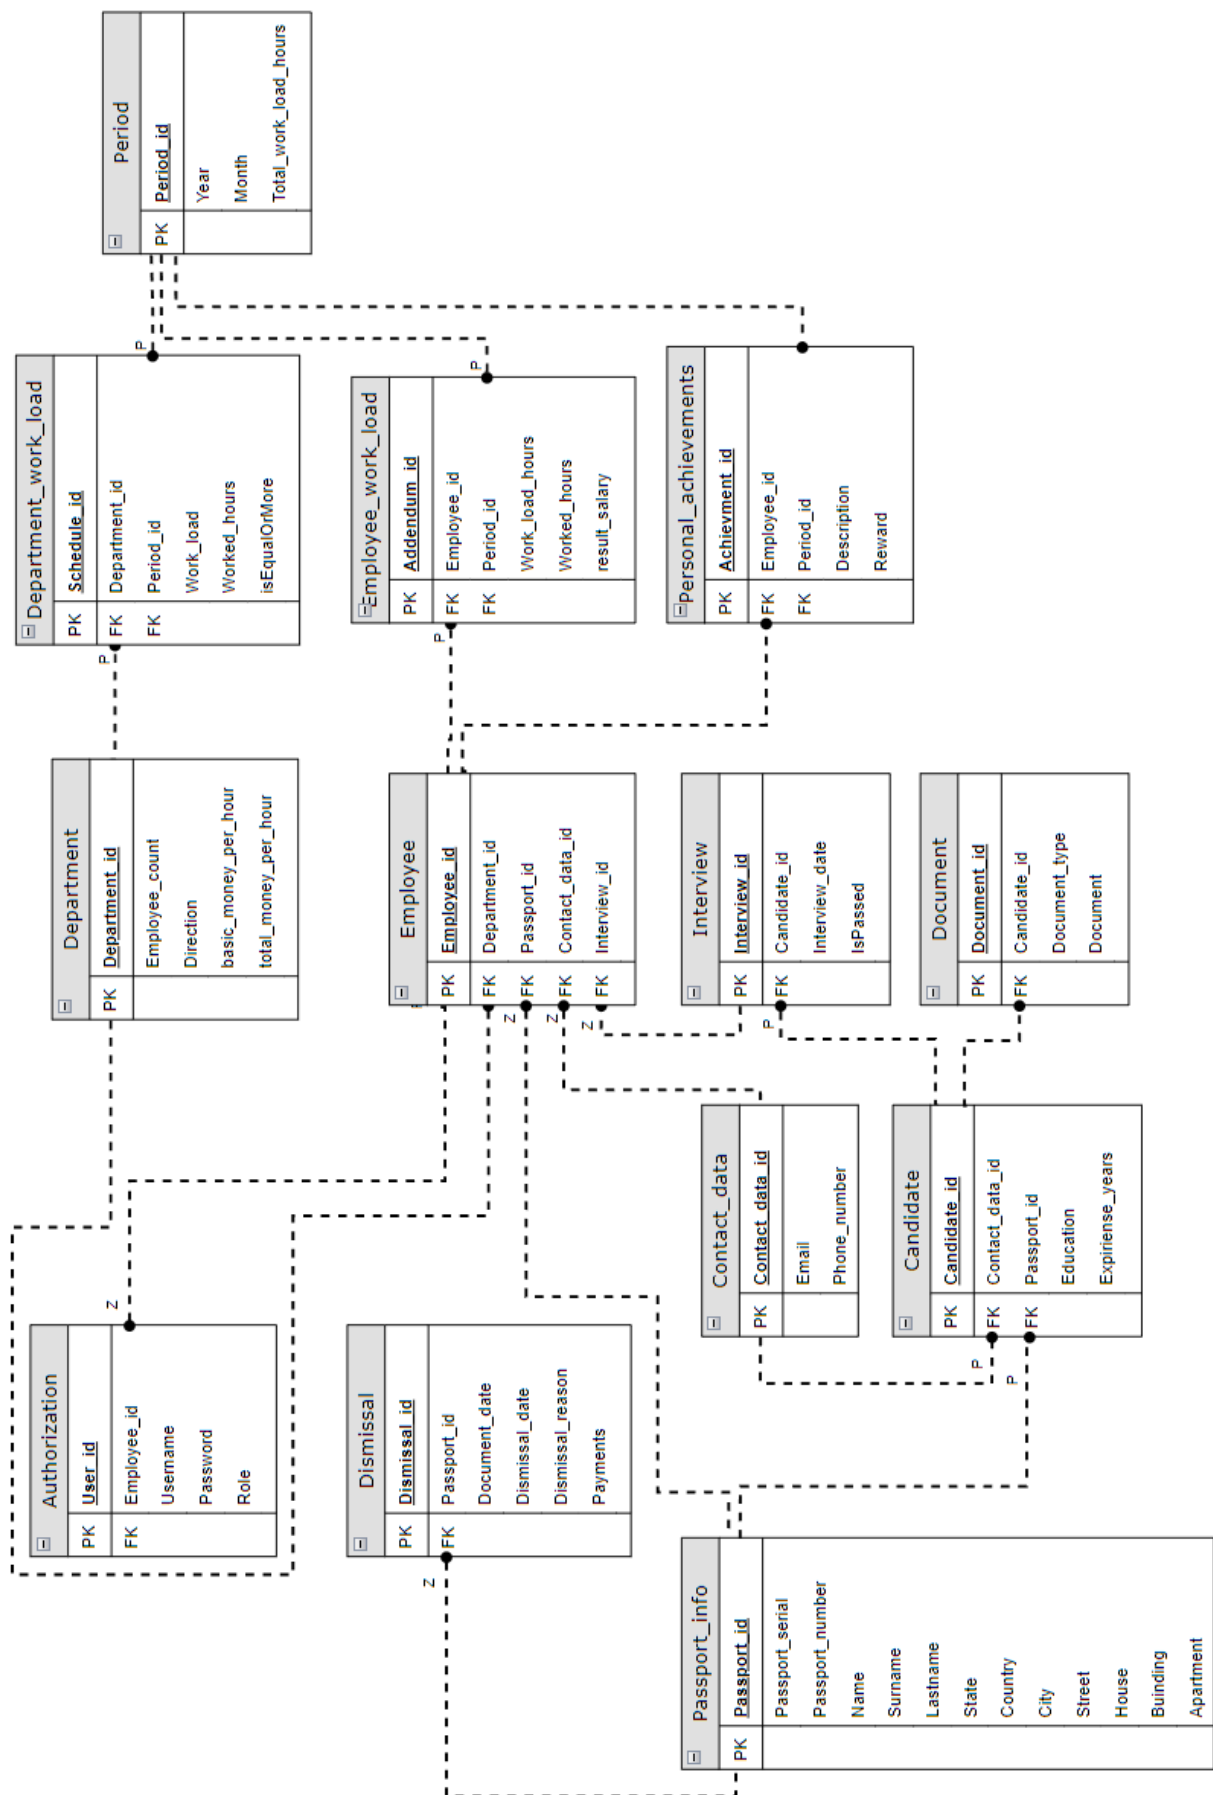 Authorization
PK User_id
FK Employee_id
Username
Password
Role
Z
Department
PK Department_id
Employee_count
Direction
basic_money_per_hour
total_money_per_hour
P
Department_work_load
PK Schedule_id
FK Department_id
FK Period_id
Work_load
Worked_hours
isEqualOrMore
P
Period
PK Period_id
Year
Month
Total_work_load_hours
Dismissal
PK Dismissal_id
FK Passport_id
Document_date
Dismissal_date
Dismissal_reason
Payments
Z
Employee
PK Employee_id
FK Department_id
FK Passport_id
FK Contact_data_id
FK Interview_id
Z
Z
Z
P
Employee_work_load
PK Addendum_id
FK Employee_id
FK Period_id
Work_load_hours
Worked_hours
result_salary
P
Passport_info
PK Passport_id
Passport_serial
Passport_number
Name
Surname
Lastname
State
Country
City
Street
House
Buinding
Apartment
Contact_data
PK Contact_data_id
Email
Phone_number
Interview
PK Interview_id
FK Candidate_id
Interview_date
IsPassed
P
Personal_achievements
PK Achievment_id
FK Employee_id
FK Period_id
Description
Reward
Candidate
PK Candidate_id
FK Contact_data_id
FK Passport_id
Education
Expiriense_years
P
P
Document
PK Document_id
FK Candidate_id
Document_type
Document